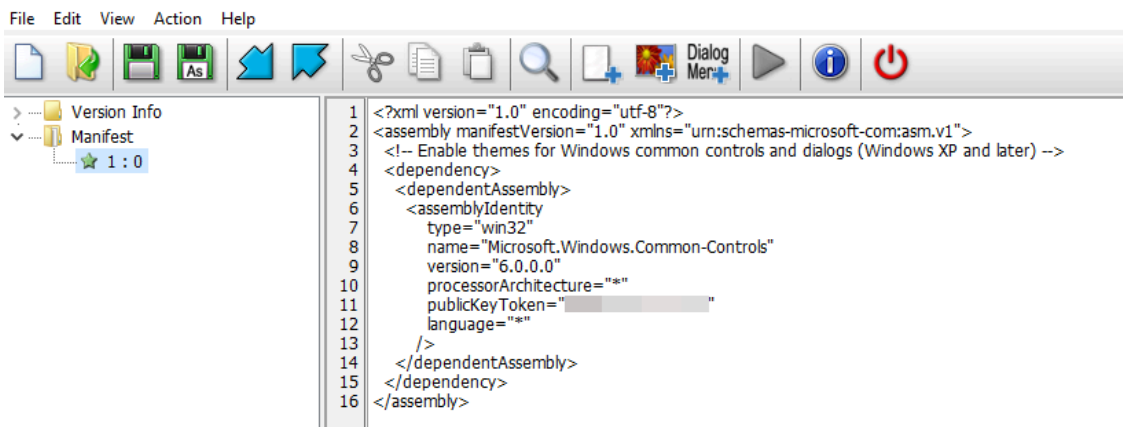 File Edit View Action Help
As
Dialog
Menu
Version Info
Manifest
1 : 0
1 <?xml version="1.0" encoding="utf-8"?>
2 <assembly manifestVersion="1.0" xmlns="urn:schemas-microsoft-com:asm.v1">
3 <!-- Enable themes for Windows common controls and dialogs (Windows XP and later) -->
4 <dependency>
5 <dependentAssembly>
6 <assemblyIdentity
7 type="win32"
8 name="Microsoft.Windows.Common-Controls"
9 version="6.0.0.0"
10 processorArchitecture="*"
11 publicKeyToken=" "
12 language="*"
13 />
14 </dependentAssembly>
15 </dependency>
16 </assembly>